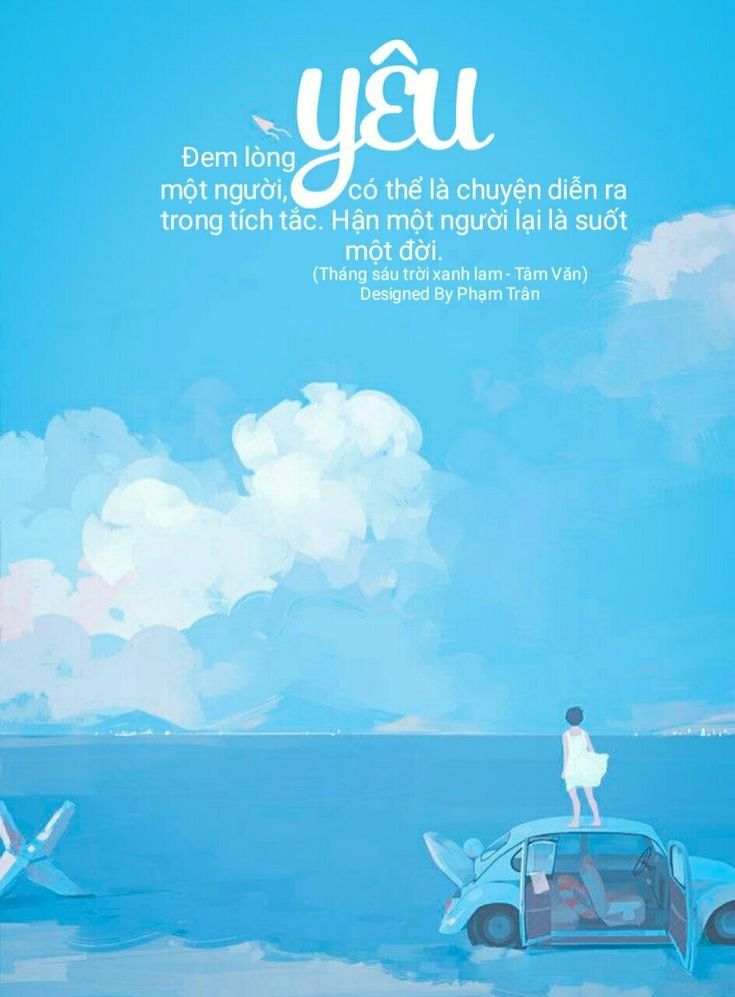 Đem lòng yêu
một người, có thể là chuyện diễn ra
trong tích tắc. Hận một người lại là suốt
một đời.
(Tháng sáu trời xanh lam - Tâm Văn)
Designed By Phạm Trân